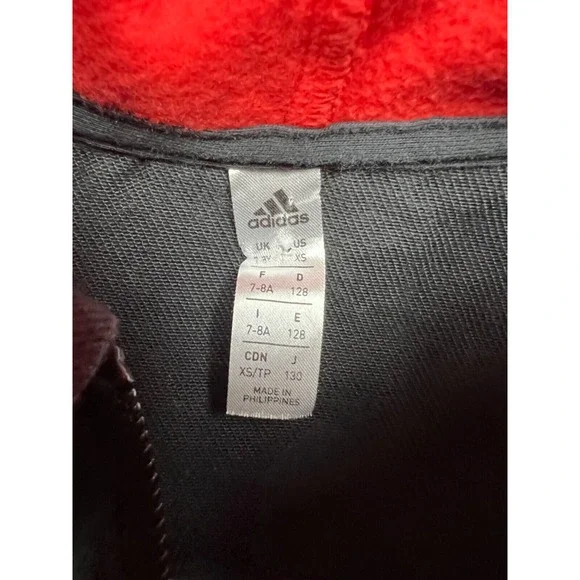 adidas
UK US
XS
F D
7-8A 128
I E
7-8A 128
CDN J
XS/TP 130
MADE IN
PHILIPPINES